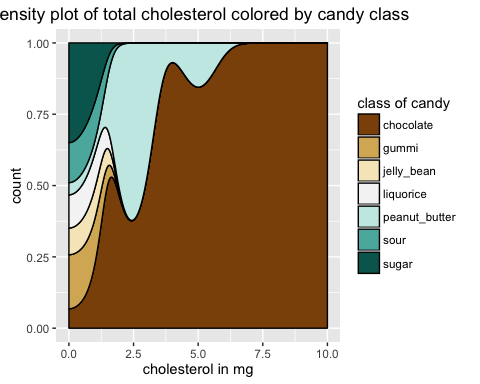 ensity plot of total cholesterol colored by candy class
1.00
0.75
0.50
0.25
0.00
count
0.0 2.5 5.0 7.5 10.0
cholesterol in mg
class of candy
chocolate
gummi
jelly_bean
liquorice
peanut_butter
sour
sugar